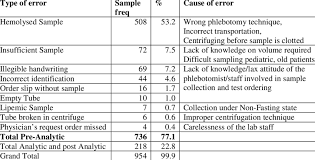 Type of error Sample freq % Cause of error
Hemolysed Sample 508 53.2 Wrong phlebotomy technique,
Incorrect transportation,
Centrifuging before sample is clotted
Insufficient Sample 72 7.5 Lack of knowledge on volume required
Difficult sampling pediatric, old patients
Illegible handwriting 69 7.2 Lack of knowledge/lax attitude of the
Incorrect identification 44 4.6 phlebotomist/staff involved in sample
Order slip without sample 17 1.7 collection and test ordering
Empty Tube 10 1.0
Lipemic Sample 7 0.7 Collection under Non-Fasting state
Tube broken in centrifuge 6 0.6 Improper centrifugation technique
Physician's request order missed 4 0.4 Carelessness of the lab staff
Total Pre-Analytic 736 77.1
Total Analytic and post Analytic 218 22.8
Grand Total 954 99.9